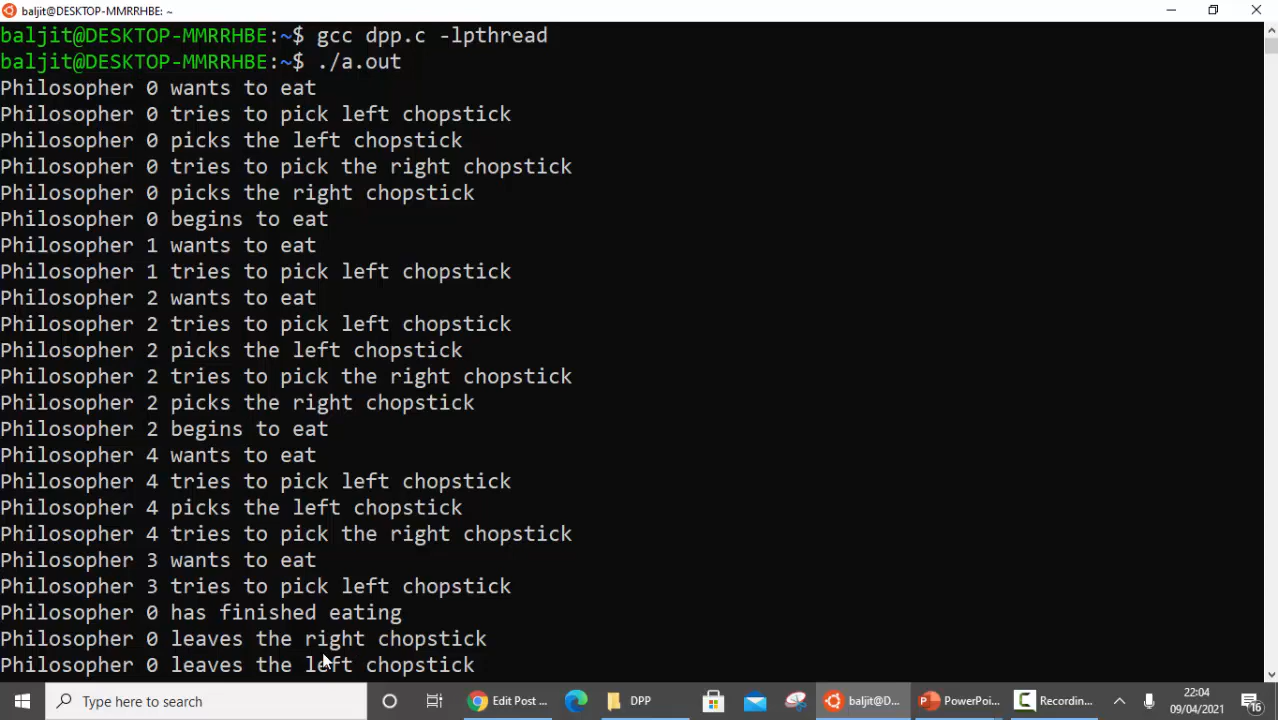 baljit@DESKTOP-MMRRHBE: ~
baljit@DESKTOP-MMRRHBE:~$ gcc dpp.c -lpthread
baljit@DESKTOP-MMRRHBE:~$ ./a.out
Philosopher 0 wants to eat
Philosopher 0 tries to pick left chopstick
Philosopher 0 picks the left chopstick
Philosopher 0 tries to pick the right chopstick
Philosopher 0 picks the right chopstick
Philosopher 0 begins to eat
Philosopher 1 wants to eat
Philosopher 1 tries to pick left chopstick
Philosopher 2 wants to eat
Philosopher 2 tries to pick left chopstick
Philosopher 2 picks the left chopstick
Philosopher 2 tries to pick the right chopstick
Philosopher 2 picks the right chopstick
Philosopher 2 begins to eat
Philosopher 4 wants to eat
Philosopher 4 tries to pick left chopstick
Philosopher 4 picks the left chopstick
Philosopher 4 tries to pick the right chopstick
Philosopher 3 wants to eat
Philosopher 3 tries to pick left chopstick
Philosopher 0 has finished eating
Philosopher 0 leaves the right chopstick
Philosopher 0 leaves the left chopstick
Type here to search
Edit Post ...
DPP
baljit@D...
PowerPoi...
Recordin...
22:04
09/04/2021
16